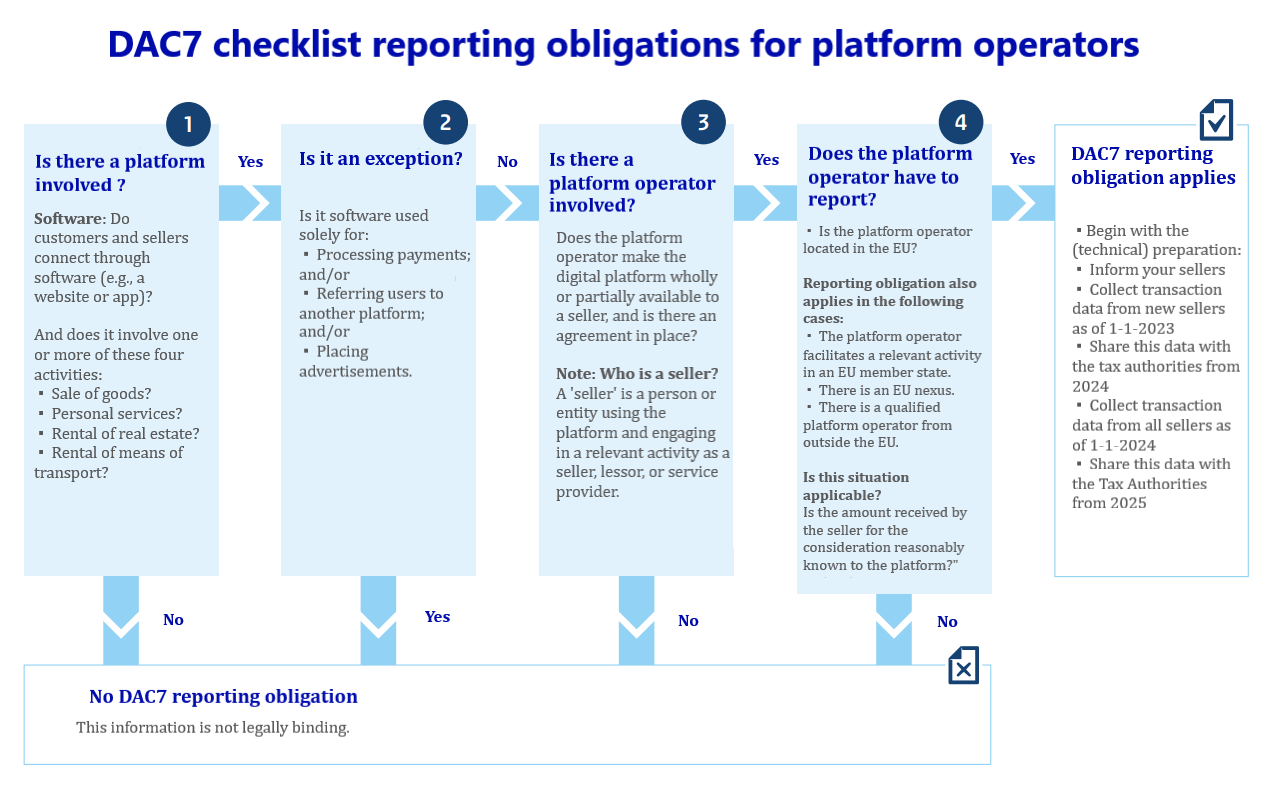 DAC7 checklist reporting obligations for platform operators
1
Is there a platform
involved ?
Software: Do
customers and sellers
connect through
software (e.g., a
website or app)?
And does it involve one
or more of these four
activities:
▪ Sale of goods?
▪ Personal services?
▪ Rental of real estate?
▪ Rental of means of
transport?
Yes
No
2
Is it an exception?
Is it software used
solely for:
▪ Processing payments;
and/or
▪ Referring users to
another platform;
and/or
▪ Placing
advertisements.
No
Yes
3
Is there a
platform operator
involved?
Does the platform
operator make the
digital platform wholly
or partially available to
a seller, and is there an
agreement in place?
Note: Who is a seller?
A 'seller' is a person or
entity using the
platform and engaging
in a relevant activity as a
seller, lessor, or service
provider.
Yes
No
4
Does the platform
operator have to
report?
▪ Is the platform operator
located in the EU?
Reporting obligation also
applies in the following
cases:
▪ The platform operator
facilitates a relevant activity
in an EU member state.
▪ There is an EU nexus.
▪ There is a qualified
platform operator from
outside the EU.
Is this situation
applicable?
Is the amount received by
the seller for the
consideration reasonably
known to the platform?"
Yes
No
DAC7 reporting
obligation applies
▪ Begin with the
(technical) preparation:
▪ Inform your sellers
▪ Collect transaction
data from new sellers
as of 1-1-2023
▪ Share this data with
the tax authorities from
2024
▪ Collect transaction
data from all sellers as
of 1-1-2024
▪ Share this data with
the Tax Authorities
from 2025
No DAC7 reporting obligation
This information is not legally binding.